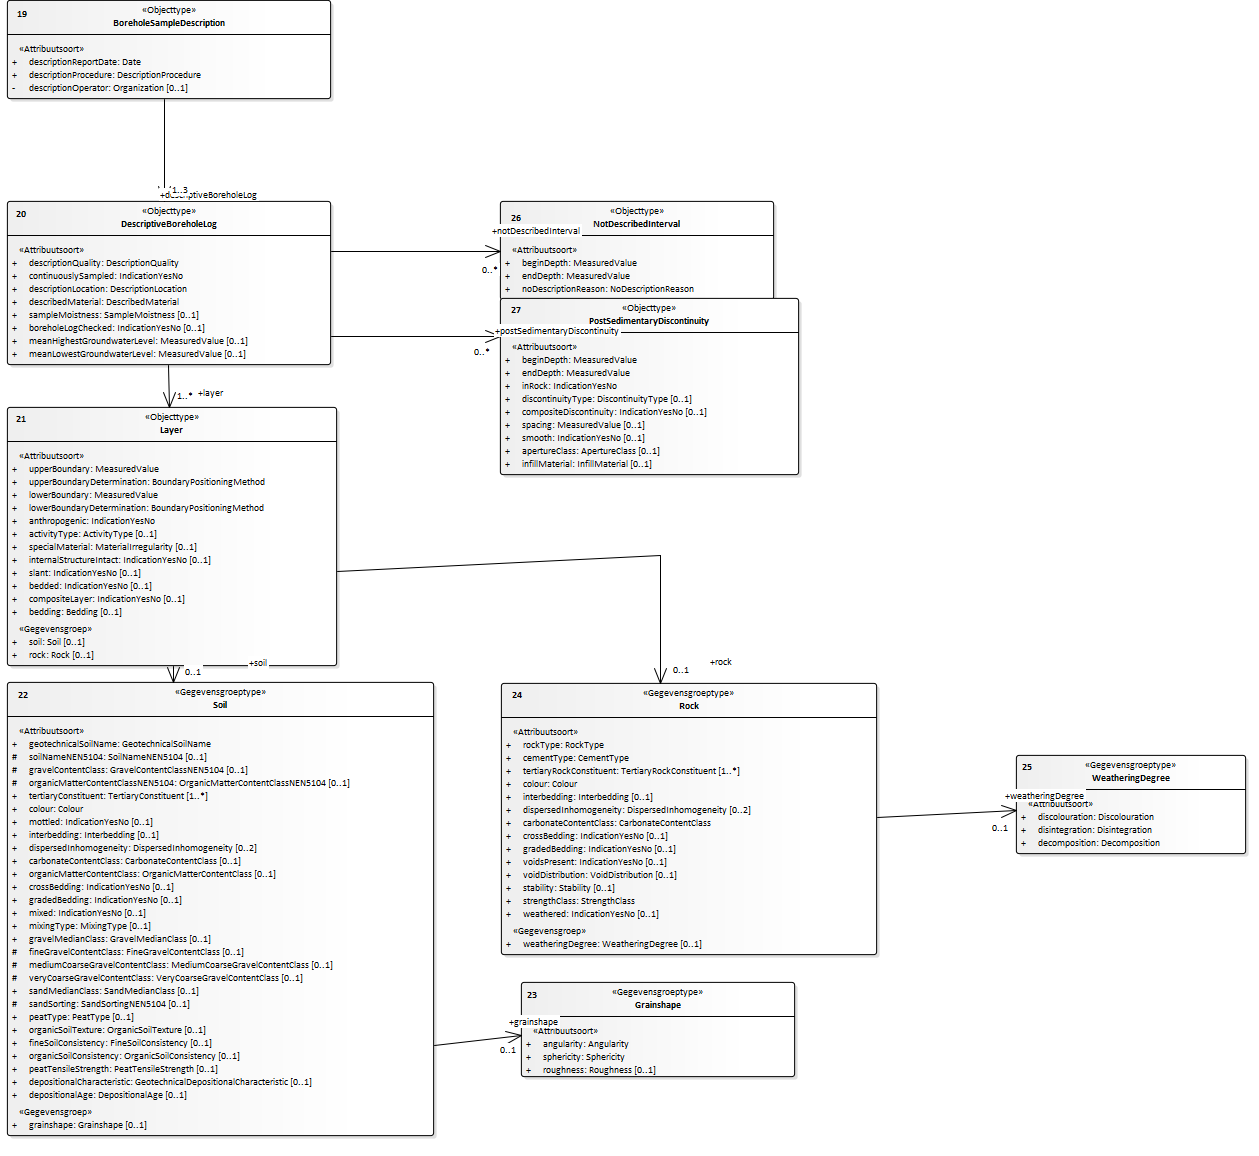 19
«Objecttype»
BoreholeSampleDescription
«Attribuutsoort»
+ descriptionReportDate: Date
+ descriptionProcedure: DescriptionProcedure
- descriptionOperator: Organization [0..1]
1..3
+descriptiveBoreholeLog
20
«Objecttype»
DescriptiveBoreholeLog
«Attribuutsoort»
+ descriptionQuality: DescriptionQuality
+ continuouslySampled: IndicationYesNo
+ descriptionLocation: DescriptionLocation
+ describedMaterial: DescribedMaterial
+ sampleMoistness: SampleMoistness [0..1]
+ boreholeLogChecked: IndicationYesNo [0..1]
+ meanHighestGroundwaterLevel: MeasuredValue [0..1]
+ meanLowestGroundwaterLevel: MeasuredValue [0..1]
26
«Objecttype»
NotDescribedInterval
+notDescribedInterval
0..*
«Attribuutsoort»
+ beginDepth: MeasuredValue
+ endDepth: MeasuredValue
+ noDescriptionReason: NoDescriptionReason
27
«Objecttype»
PostSedimentaryDiscontinuity
+postSedimentaryDiscontinuity
0..*
«Attribuutsoort»
+ beginDepth: MeasuredValue
+ endDepth: MeasuredValue
+ inRock: IndicationYesNo
+ discontinuityType: DiscontinuityType [0..1]
+ compositeDiscontinuity: IndicationYesNo [0..1]
+ spacing: MeasuredValue [0..1]
+ smooth: IndicationYesNo [0..1]
+ apertureClass: ApertureClass [0..1]
+ infillMaterial: InfillMaterial [0..1]
1..* +layer
21
«Objecttype»
Layer
«Attribuutsoort»
+ upperBoundary: MeasuredValue
+ upperBoundaryDetermination: BoundaryPositioningMethod
+ lowerBoundary: MeasuredValue
+ lowerBoundaryDetermination: BoundaryPositioningMethod
+ anthropogenic: IndicationYesNo
+ activityType: ActivityType [0..1]
+ specialMaterial: MaterialIrregularity [0..1]
+ internalStructureIntact: IndicationYesNo [0..1]
+ slant: IndicationYesNo [0..1]
+ bedded: IndicationYesNo [0..1]
+ compositeLayer: IndicationYesNo [0..1]
+ bedding: Bedding [0..1]
«Gegevensgroep»
+ soil: Soil [0..1]
+ rock: Rock [0..1]
+soil
0..1
+rock
0..1
22
«Gegevensgroeptype»
Soil
«Attribuutsoort»
+ geotechnicalSoilName: GeotechnicalSoilName
# soilNameNEN5104: SoilNameNEN5104 [0..1]
# gravelContentClass: GravelContentClassNEN5104 [0..1]
# organicMatterContentClassNEN5104: OrganicMatterContentClassNEN5104 [0..1]
+ tertiaryConstituent: TertiaryConstituent [1..*]
+ colour: Colour
+ mottled: IndicationYesNo [0..1]
+ interbedding: Interbedding [0..1]
+ dispersedInhomogeneity: DispersedInhomogeneity [0..2]
+ carbonateContentClass: CarbonateContentClass [0..1]
+ organicMatterContentClass: OrganicMatterContentClass [0..1]
+ crossBedding: IndicationYesNo [0..1]
+ gradedBedding: IndicationYesNo [0..1]
+ mixed: IndicationYesNo [0..1]
+ mixingType: MixingType [0..1]
+ gravelMedianClass: GravelMedianClass [0..1]
# fineGravelContentClass: FineGravelContentClass [0..1]
# mediumCoarseGravelContentClass: MediumCoarseGravelContentClass [0..1]
# veryCoarseGravelContentClass: VeryCoarseGravelContentClass [0..1]
+ sandMedianClass: SandMedianClass [0..1]
# sandSorting: SandSortingNEN5104 [0..1]
+ peatType: PeatType [0..1]
+ organicSoilTexture: OrganicSoilTexture [0..1]
+ fineSoilConsistency: FineSoilConsistency [0..1]
+ organicSoilConsistency: OrganicSoilConsistency [0..1]
+ peatTensileStrength: PeatTensileStrength [0..1]
+ depositionalCharacteristic: GeotechnicalDepositionalCharacteristic [0..1]
+ depositionalAge: DepositionalAge [0..1]
«Gegevensgroep»
+ grainshape: Grainshape [0..1]
24
«Gegevensgroeptype»
Rock
«Attribuutsoort»
+ rockType: RockType
+ cementType: CementType
+ tertiaryRockConstituent: TertiaryRockConstituent [1..*]
+ colour: Colour
+ interbedding: Interbedding [0..1]
+ dispersedInhomogeneity: DispersedInhomogeneity [0..2]
+ carbonateContentClass: CarbonateContentClass
+ crossBedding: IndicationYesNo [0..1]
+ gradedBedding: IndicationYesNo [0..1]
+ voidsPresent: IndicationYesNo [0..1]
+ voidDistribution: VoidDistribution [0..1]
+ stability: Stability [0..1]
+ strengthClass: StrengthClass
+ weathered: IndicationYesNo [0..1]
«Gegevensgroep»
+ weatheringDegree: WeatheringDegree [0..1]
25
«Gegevensgroeptype»
WeatheringDegree
+weatheringDegree
0..1
«Attribuutsoort»
+ discolouration: Discolouration
+ disintegration: Disintegration
+ decomposition: Decomposition
23
«Gegevensgroeptype»
Grainshape
+grainshape
0..1
«Attribuutsoort»
+ angularity: Angularity
+ sphericity: Sphericity
+ roughness: Roughness [0..1]